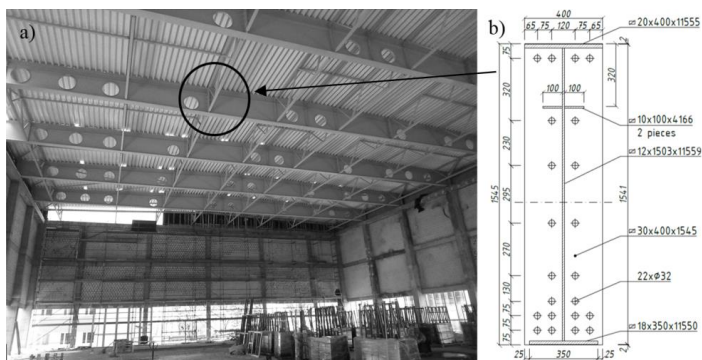 a)
b)
400
65 75 120 75 65
⌷20x400x11555
2
75
320
320
100 100
⌷10x100x4166
2 pieces
230
⌷12x1503x11559
295
1545
1541
⌷30x400x1545
270
22xΦ32
130
75
75
75
⌷18x350x11550
2
25 350 25